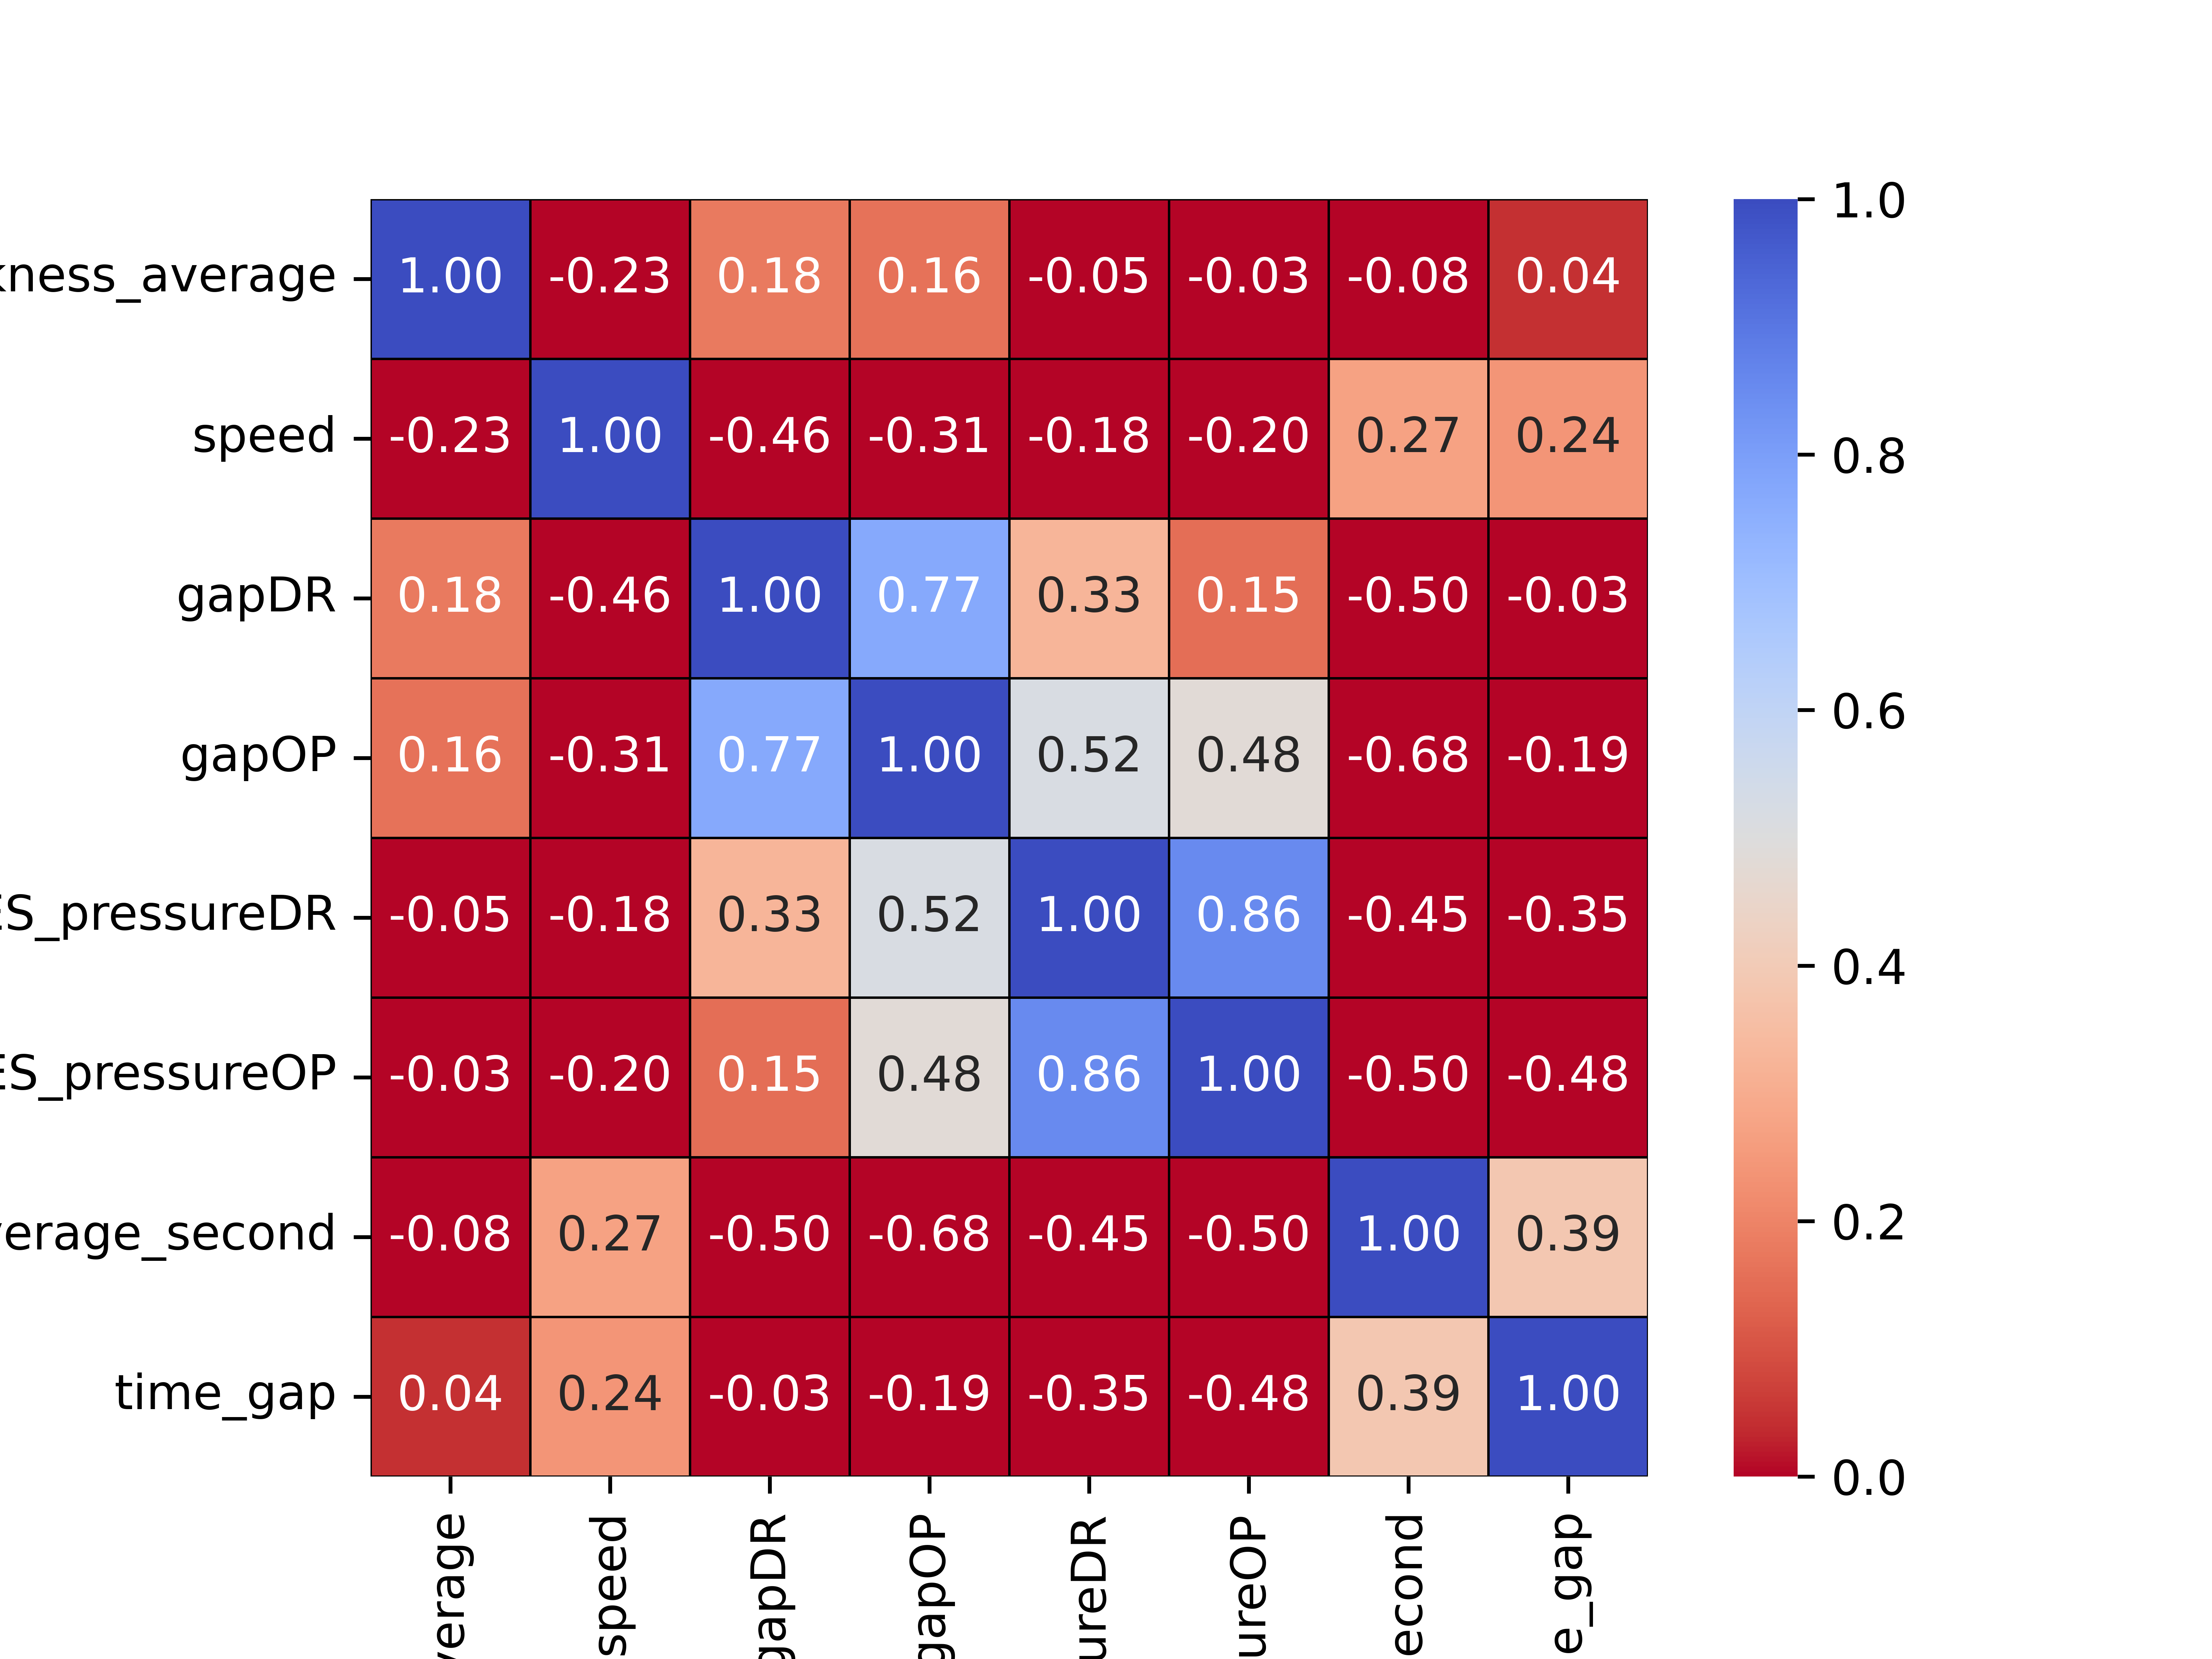 1.0
kness_average 1.00 -0.23 0.18 0.16 -0.05 -0.03 -0.08 0.04
speed -0.23 1.00 -0.46 -0.31 -0.18 -0.20 0.27 0.24
0.8
gapDR 0.18 -0.46 1.00 0.77 0.33 0.15 -0.50 -0.03
0.6
gapOP 0.16 -0.31 0.77 1.00 0.52 0.48 -0.68 -0.19
ES_pressureDR -0.05 -0.18 0.33 0.52 1.00 0.86 -0.45 -0.35
0.4
ES_pressureOP -0.03 -0.20 0.15 0.48 0.86 1.00 -0.50 -0.48
verage_second -0.08 0.27 -0.50 -0.68 -0.45 -0.50 1.00 0.39
0.2
time_gap 0.04 0.24 -0.03 -0.19 -0.35 -0.48 0.39 1.00
0.0
verage
speed
gapDR
gapOP
ureDR
ureOP
econd
e_gap